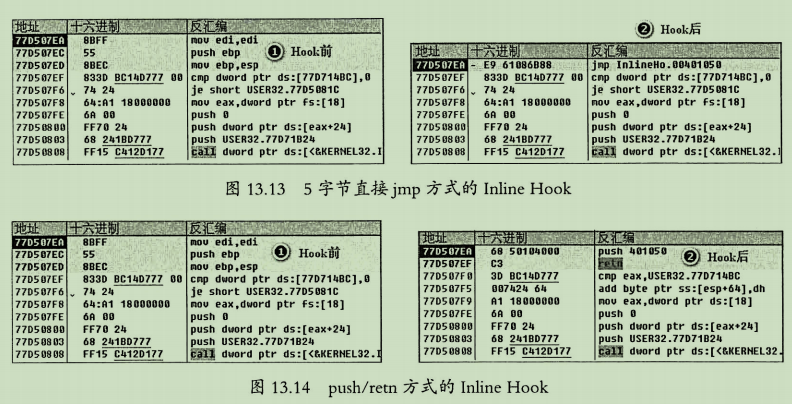 ❷ Hook后
地址 十六进制 反汇编
77D507EA 8BFF mov edi,edi
77D507EC 55 push ebp
77D507ED 8BEC mov ebp,esp
77D507EF 833D BC14D777 00 cmp dword ptr ds:[77D714BC],0
77D507F6 74 24 je short USER32.77D5081C
77D507F8 64:A1 18000000 mov eax,dword ptr fs:[18]
77D507FE 6A 00 push 0
77D50800 FF70 24 push dword ptr ds:[eax+24]
77D50803 68 241BD777 push USER32.77D71B24
77D50808 FF15 C412D177 call dword ptr ds:[<&KERNEL32.I
❶ Hook前
地址 十六进制 反汇编
77D507EA - E9 61086B88 jmp InlineHo.00401050
77D507EF 833D BC14D777 00 cmp dword ptr ds:[77D714BC],0
77D507F6 74 24 je short USER32.77D5081C
77D507F8 64:A1 18000000 mov eax,dword ptr fs:[18]
77D507FE 6A 00 push 0
77D50800 FF70 24 push dword ptr ds:[eax+24]
77D50803 68 241BD777 push USER32.77D71B24
77D50808 FF15 C412D177 call dword ptr ds:[<&KERNEL32.I
图 13.13 5 字节直接 jmp 方式的 Inline Hook
地址 十六进制 反汇编
77D507EA 8BFF mov edi,edi
77D507EC 55 push ebp
77D507ED 8BEC mov ebp,esp
77D507EF 833D BC14D777 00 cmp dword ptr ds:[77D714BC],0
77D507F6 74 24 je short USER32.77D5081C
77D507F8 64:A1 18000000 mov eax,dword ptr fs:[18]
77D507FE 6A 00 push 0
77D50800 FF70 24 push dword ptr ds:[eax+24]
77D50803 68 241BD777 push USER32.77D71B24
77D50808 FF15 C412D177 call dword ptr ds:[<&KERNEL32.I
❶ Hook前
地址 十六进制 反汇编
77D507EA 68 50104000 push 401050
77D507EF C3 retn
77D507F0 3D BC14D777 cmp eax,USER32.77D714BC
77D507F5 007424 64 add byte ptr ss:[esp+64],dh
77D507F9 A1 18000000 mov eax,dword ptr ds:[18]
77D507FE 6A 00 push 0
77D50800 FF70 24 push dword ptr ds:[eax+24]
77D50803 68 241BD777 push USER32.77D71B24
77D50808 FF15 C412D177 call dword ptr ds:[<&KERNEL32.
❷ Hook后
图 13.14 push/retn 方式的 Inline Hook